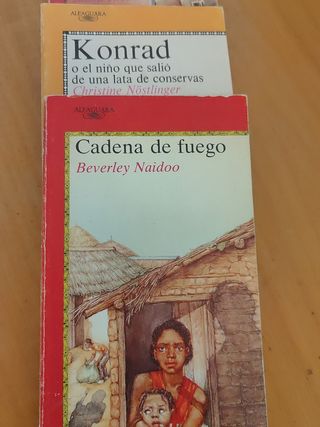 ALFAGUARA
Konrad
o el niño que salió
de una lata de conservas
Christine Nöstlinger
ALFAGUARA
Cadena de fuego
Beverley Naidoo